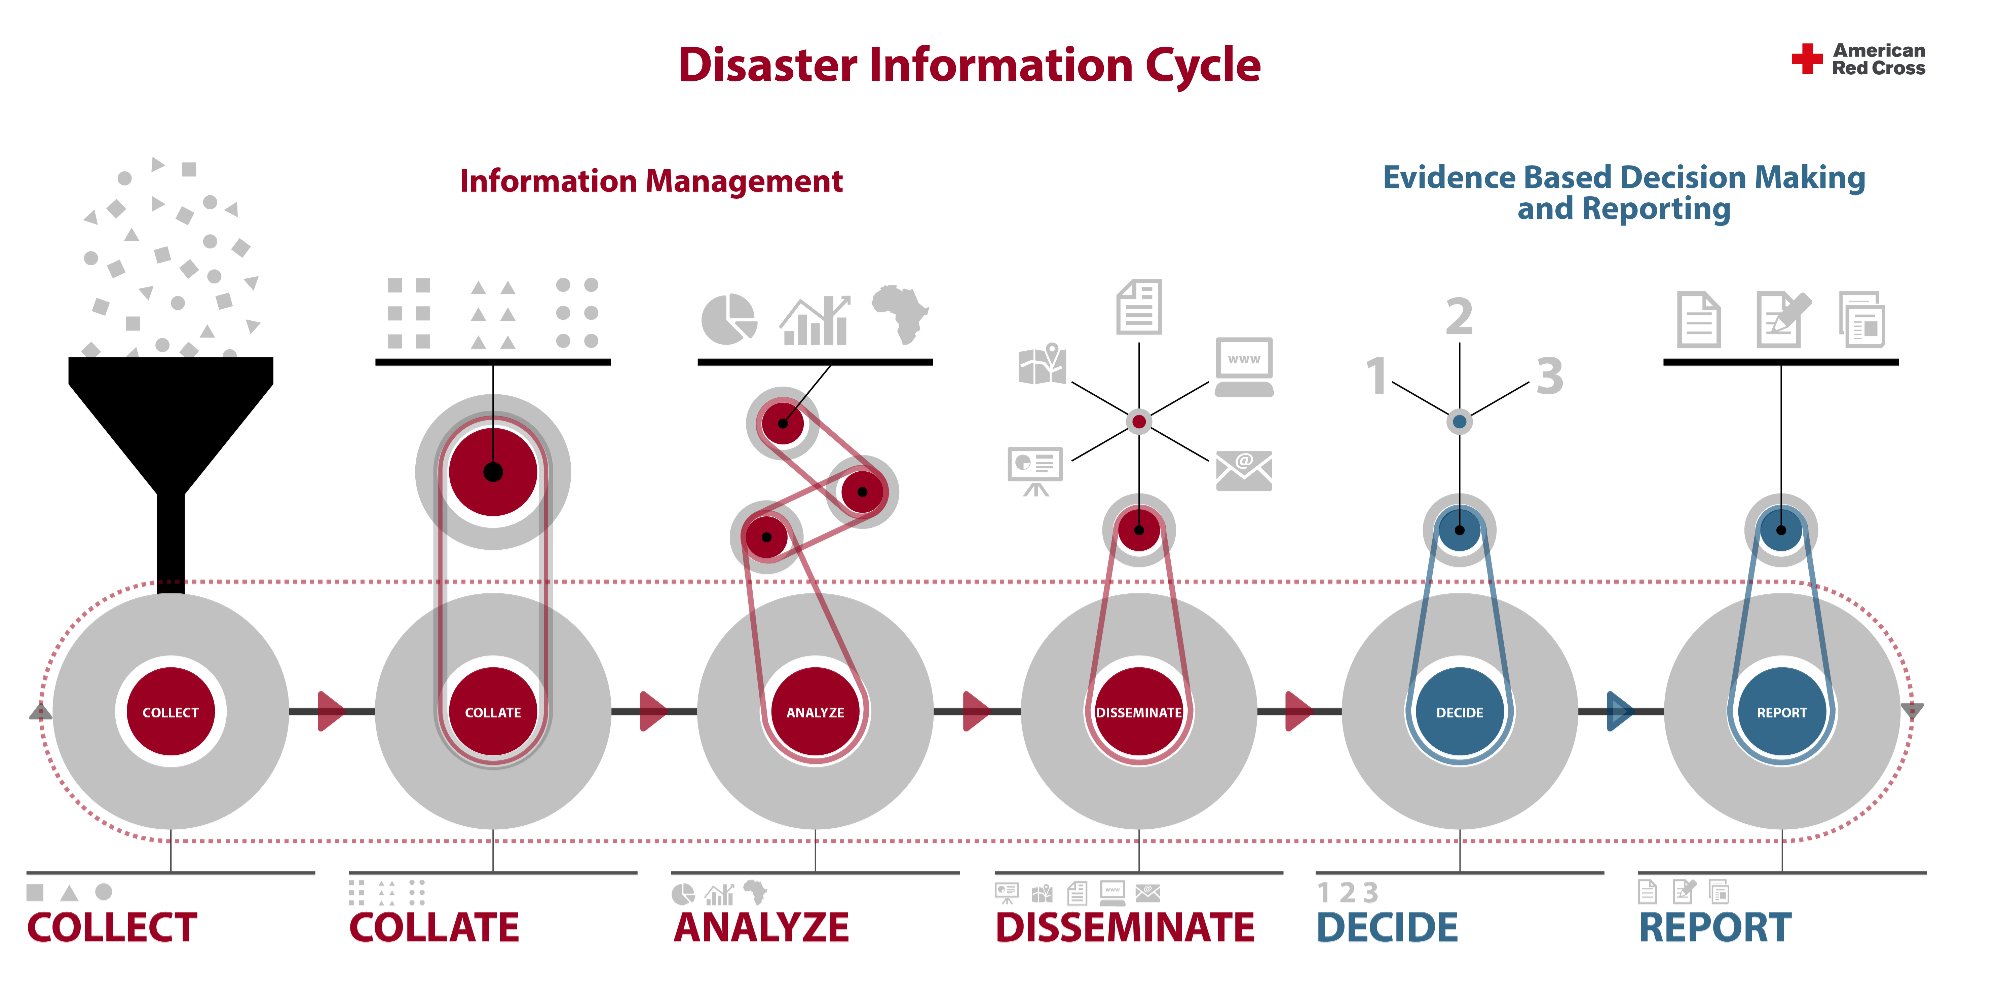 Disaster Information Cycle
American
Red Cross
Information Management
Evidence Based Decision Making
and Reporting
www
@
1
2
3
COLLECT
COLLATE
ANALYZE
DISSEMINATE
DECIDE
REPORT
www
@
1 2 3
COLLECT
COLLATE
ANALYZE
DISSEMINATE
DECIDE
REPORT